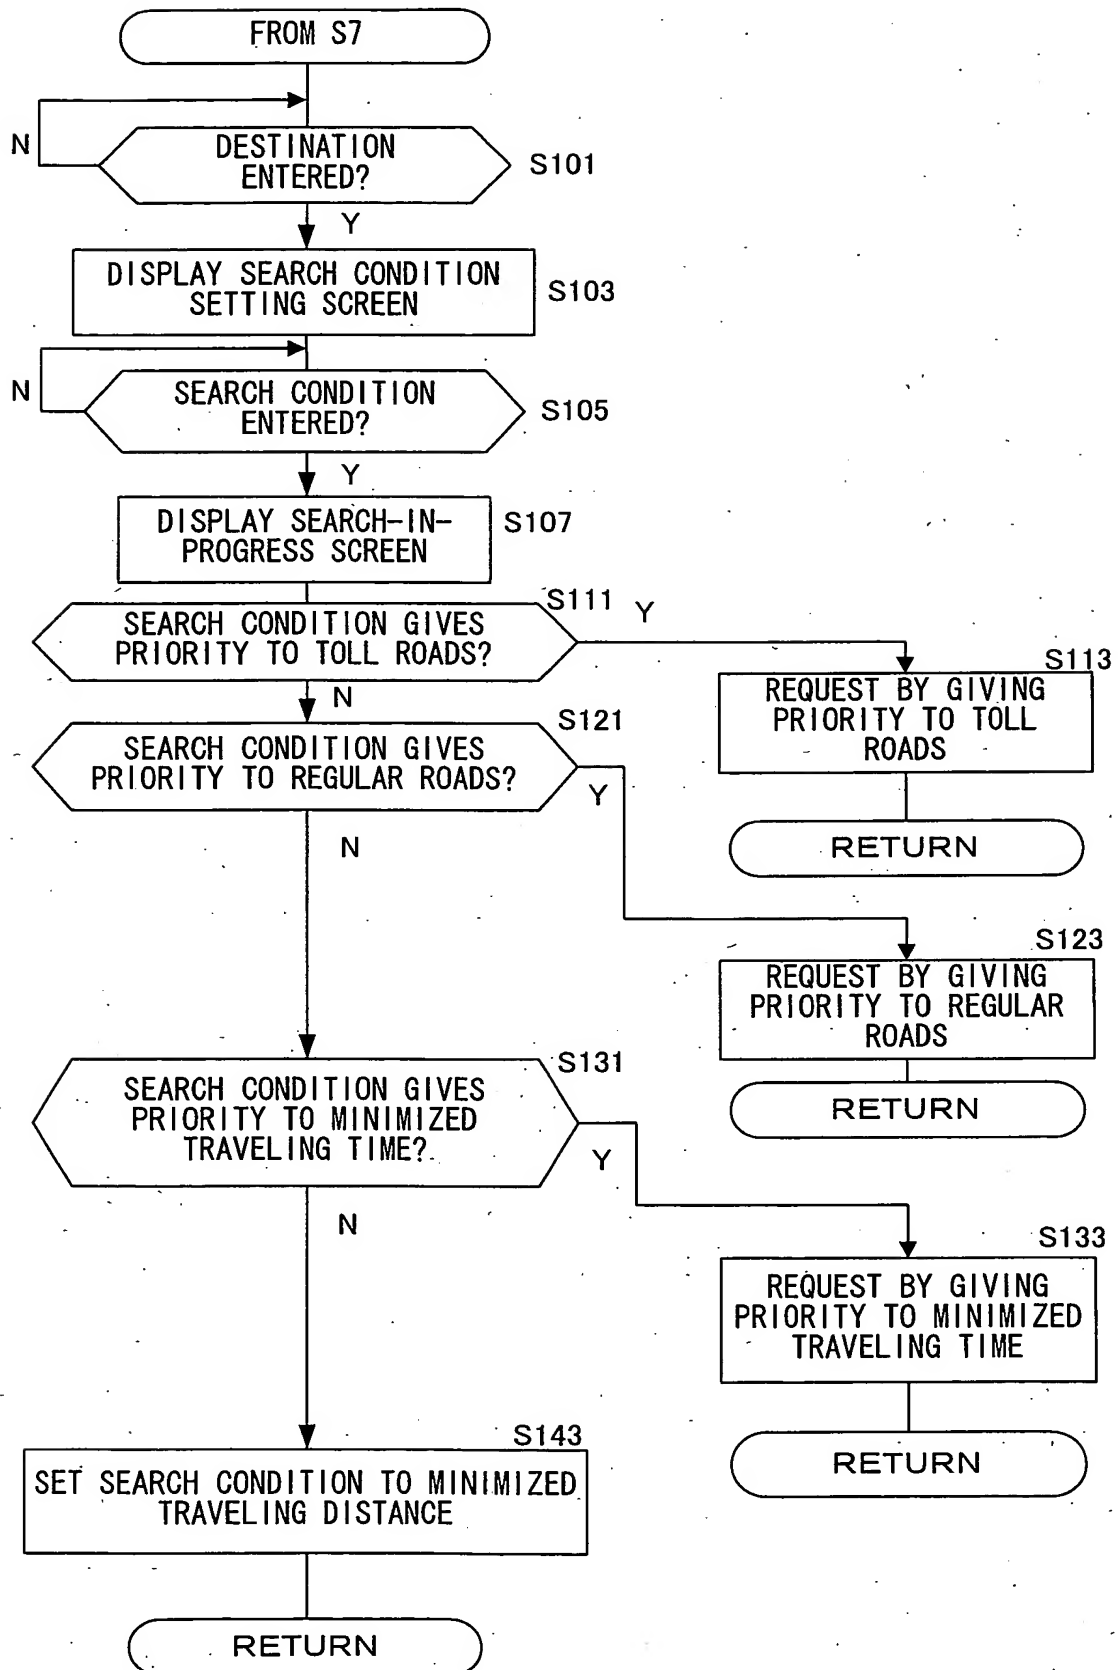 FROM S7
N
DESTINATION
ENTERED?
S101
Y
DISPLAY SEARCH CONDITION
SETTING SCREEN
S103
N
SEARCH CONDITION
ENTERED?
S105
Y
DISPLAY SEARCH-IN-
PROGRESS SCREEN
S107
SEARCH CONDITION GIVES
PRIORITY TO TOLL ROADS?
S111
Y
N
S113
REQUEST BY GIVING
PRIORITY TO TOLL
ROADS
RETURN
SEARCH CONDITION GIVES
PRIORITY TO REGULAR ROADS?
S121
Y
N
S123
REQUEST BY GIVING
PRIORITY TO REGULAR
ROADS
RETURN
SEARCH CONDITION GIVES
PRIORITY TO MINIMIZED
TRAVELING TIME?
S131
Y
N
S133
REQUEST BY GIVING
PRIORITY TO MINIMIZED
TRAVELING TIME
RETURN
S143
SET SEARCH CONDITION TO MINIMIZED
TRAVELING DISTANCE
RETURN